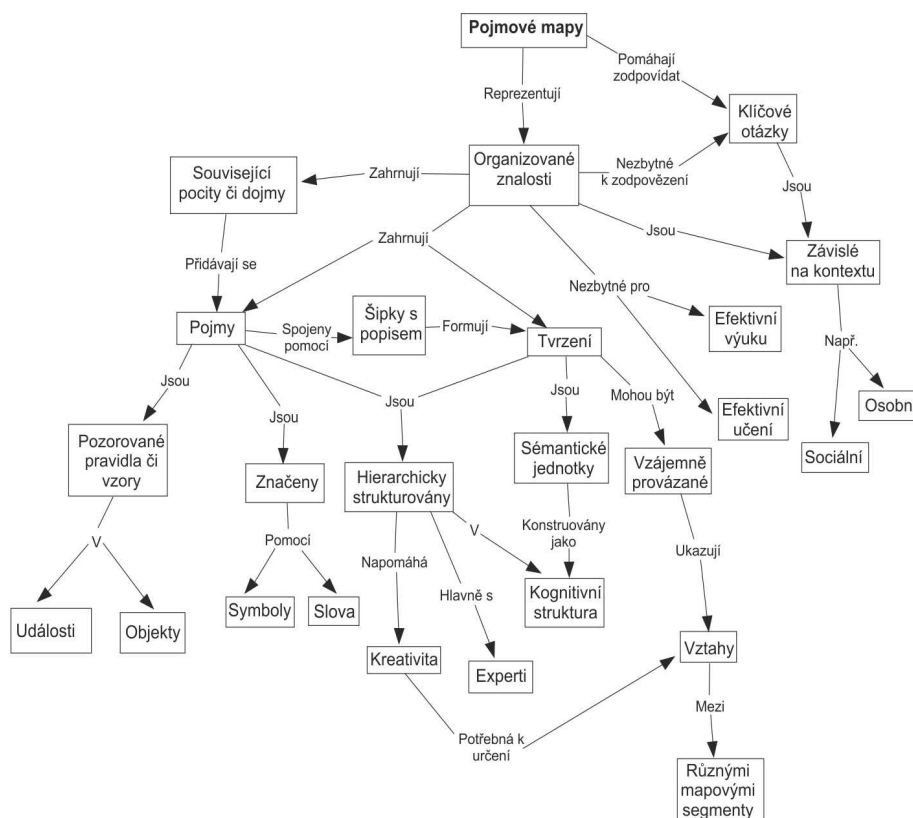 Pojmové mapy
Pomáhají
zodpovídat
Reprezentují
Klíčové
otázky
Organizované
znalosti
Nezbytné
k zodpovězení
Související
pocity či dojmy
Zahrnují
Jsou
Jsou
Zahrnují
Závislé
na kontextu
Přidávají se
Nezbytné pro
Pojmy
Spojeny
pomocí
Šipky s
popisem
Formují
Tvrzení
Efektivní
výuku
Např.
Jsou
Jsou
Jsou
Jsou
Mohou být
Efektivní
učení
Osobn
Sociální
Pozorované
pravidla či
vzory
Značeny
Hierarchicky
strukturovány
Sémantické
jednotky
Vzájemně
provázané
V
Pomocí
Napomáhá
V
Konstruovány
jako
Ukazují
Hlavně s
Události
Objekty
Symboly
Slova
Kognitivní
struktura
Kreativita
Experti
Vztahy
Mezi
Potřebná k
určení
Různými
mapovými
segmenty